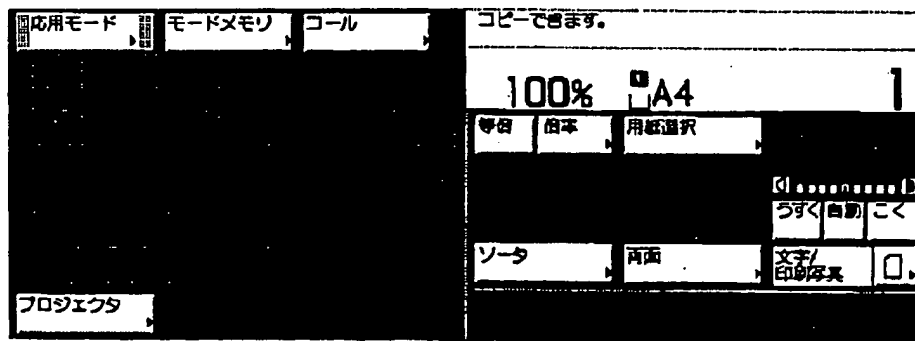 応用モード
モードメモリ
コール
プロジェクタ
コピーできます。
100%
1
A4
1
等倍
倍率
用紙選択
うすく
自動
こく
ソータ
両面
文字/
印刷写真